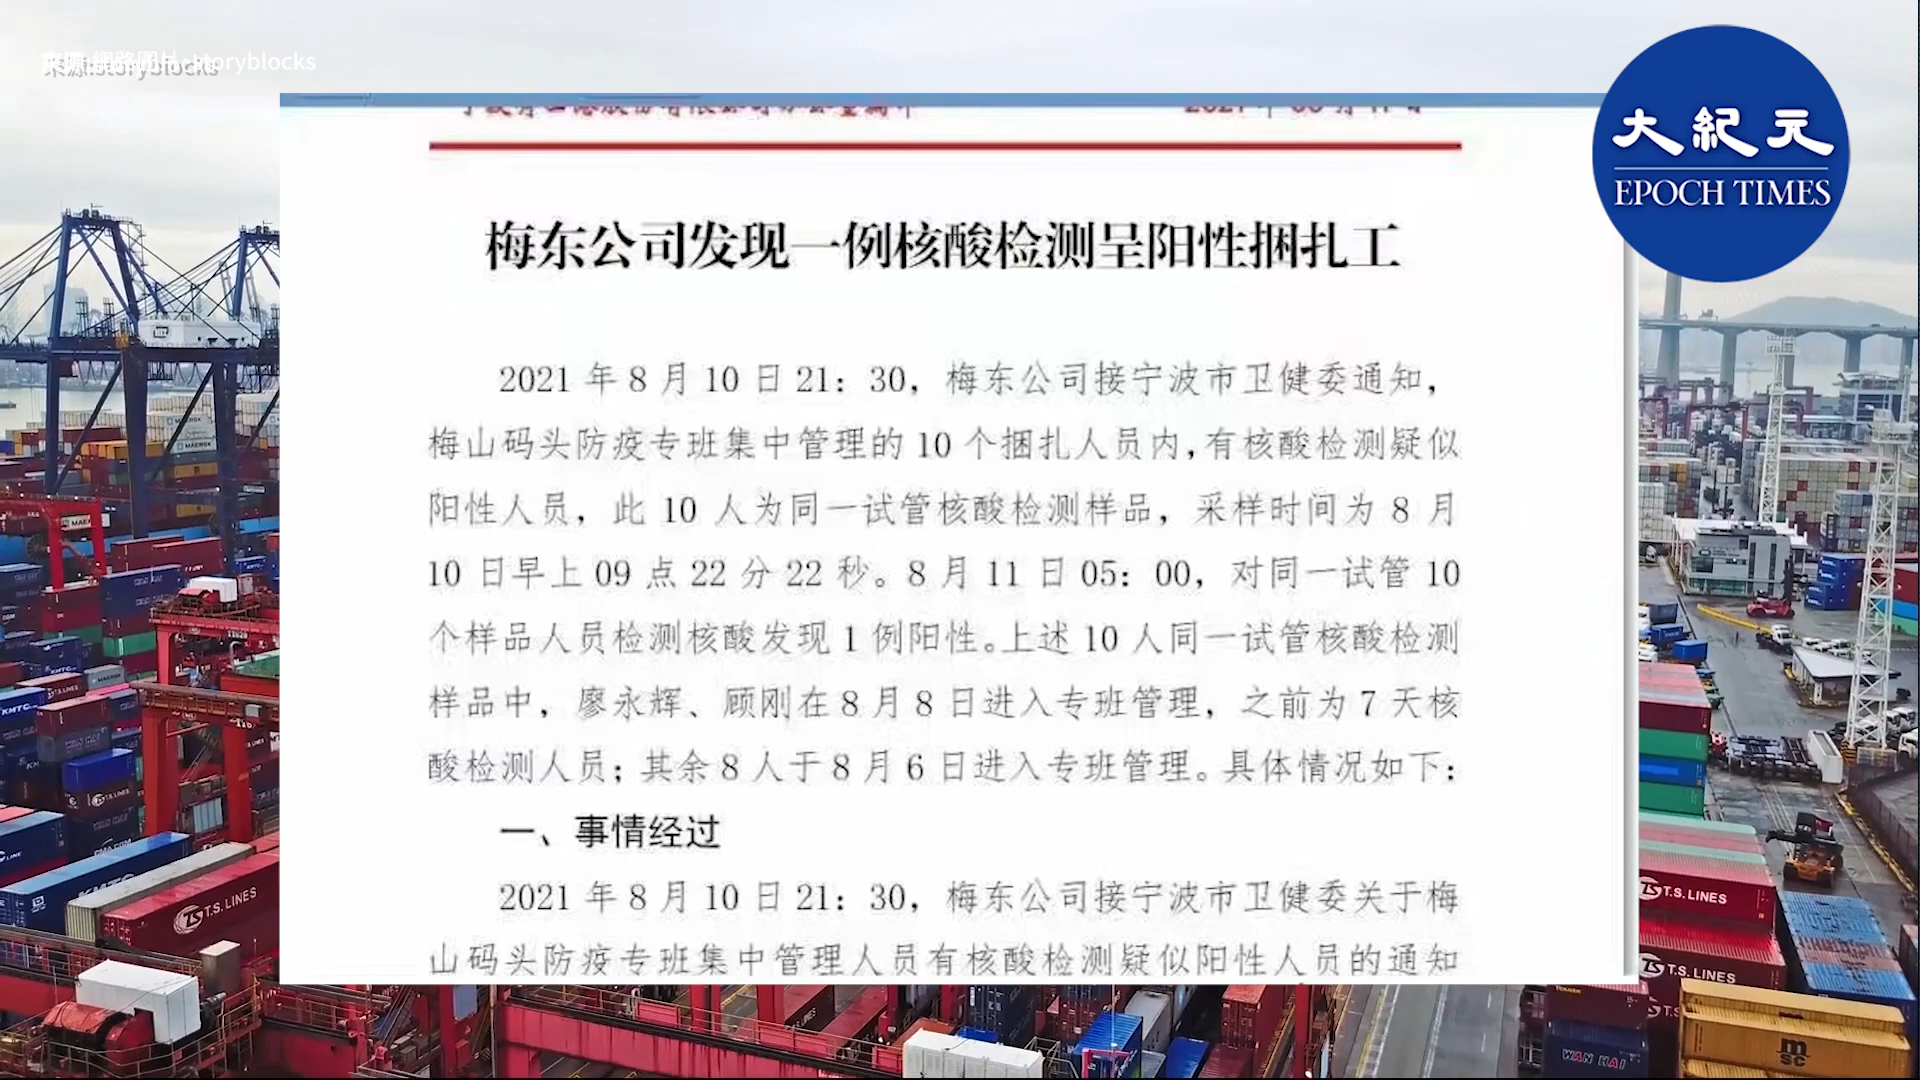 大紀元
EPOCH TIMES
梅东公司发现一例核酸检测呈阳性捆扎工
2021 年 8 月 10 日 21：30，梅东公司接宁波市卫健委通知，
梅山码头防疫专班集中管理的 10 个捆扎人员内，有核酸检测疑似
阳性人员，此 10 人为同一试管核酸检测样品，采样时间为 8 月
10 日早上 09 点 22 分 22 秒。8 月 11 日 05：00，对同一试管 10
个样品人员检测核酸发现 1 例阳性。上述 10 人同一试管核酸检测
样品中，廖永辉、顾刚在 8 月 8 日进入专班管理，之前为 7 天核
酸检测人员；其余 8 人于 8 月 6 日进入专班管理。具体情况如下：
一、事情经过
2021 年 8 月 10 日 21：30，梅东公司接宁波市卫健委关于梅
山码头防疫专班集中管理人员有核酸检测疑似阳性人员的通知
T.S. LINES
T.S. LINES
T.S. LINES
WAN HAI
msc